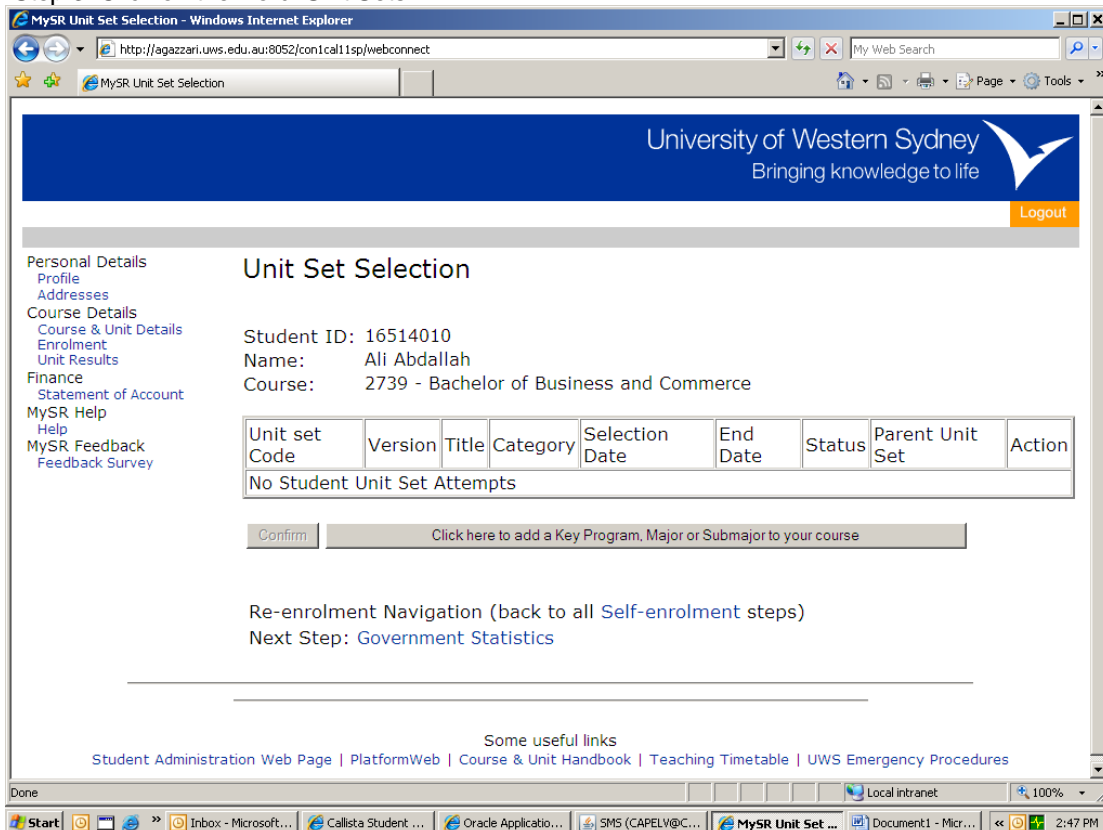 MySR Unit Set Selection - Windows Internet Explorer
http://agazzari.uws.edu.au:8052/con1cal11sp/webconnect
My Web Search
MySR Unit Set Selection
Page
Tools
University of Western Sydney
Bringing knowledge to life
Logout
Personal Details
Profile
Addresses
Course Details
Course & Unit Details
Enrolment
Unit Results
Finance
Statement of Account
MySR Help
Help
MySR Feedback
Feedback Survey
Unit Set Selection
Student ID: 16514010
Name: Ali Abdallah
Course: 2739 - Bachelor of Business and Commerce
Unit set Code Version Title Category Selection Date End Date Status Parent Unit Set Action
No Student Unit Set Attempts
Confirm Click here to add a Key Program, Major or Submajor to your course
Re-enrolment Navigation (back to all Self-enrolment steps)
Next Step: Government Statistics
Some useful links
Student Administration Web Page | PlatformWeb | Course & Unit Handbook | Teaching Timetable | UWS Emergency Procedures
Done Local intranet 100%
Start Inbox - Microsoft... Callista Student ... Oracle Applicatio... SMS (CAPELV@C... MySR Unit Set ... Document1 - Micr... 2:47 PM